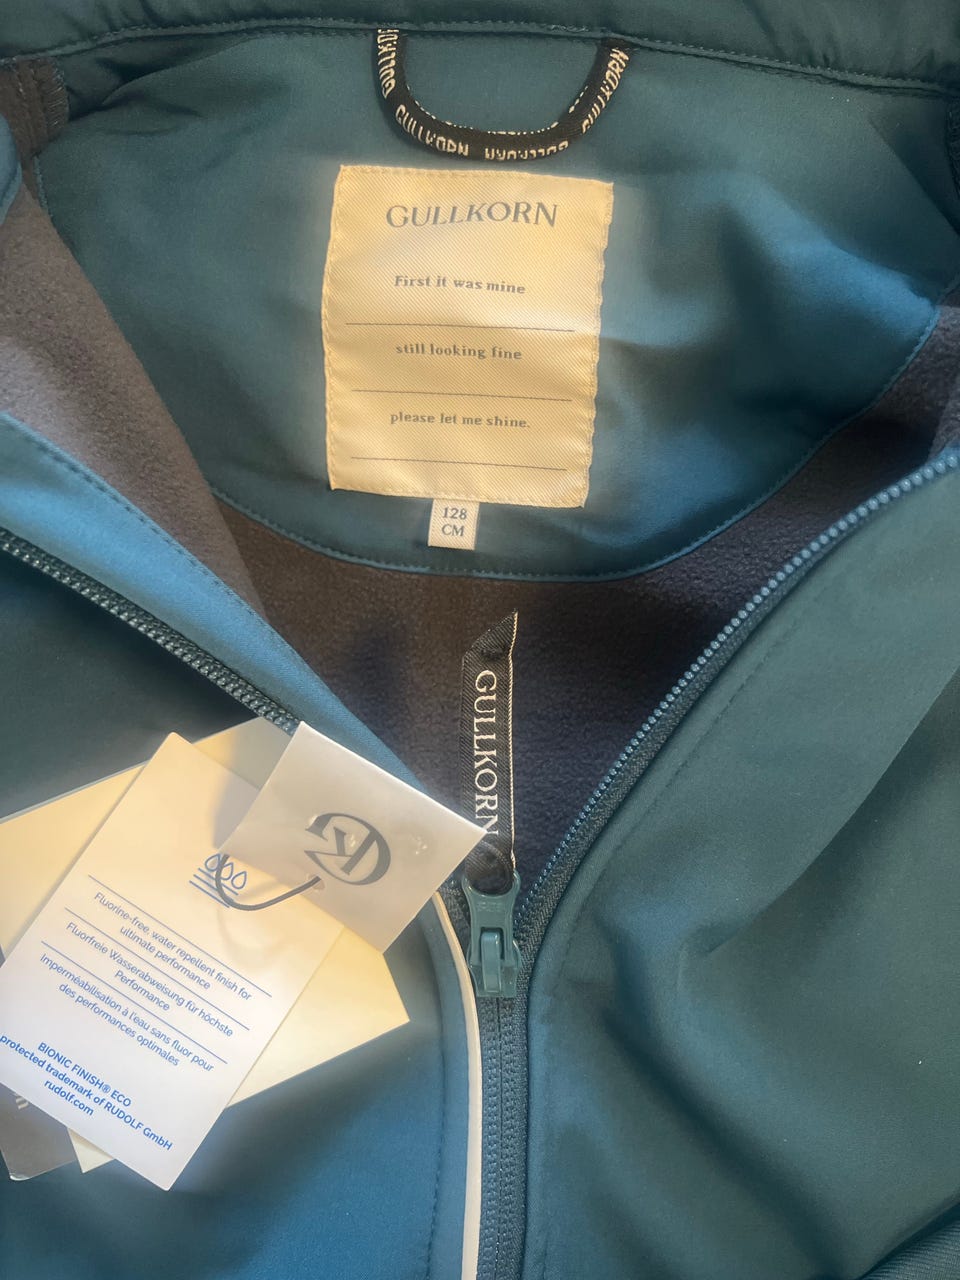 GULLKORN
GULLKORN
First it was mine
still looking fine
please let me shine.
128
CM
GULLKORN
Fluorine-free, water repellent finish for
ultimate performance
Fluorfreie Wasserabweisung für höchste
Performance
Imperméabilisation à l'eau sans fluor pour
des performances optimales
BIONIC FINISH® ECO
protected trademark of RUDOLF GmbH
rudolf.com